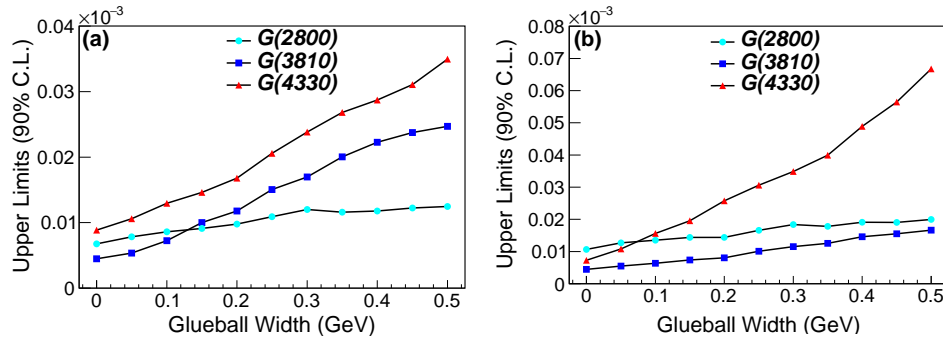 ×10⁻³
(a)
G(2800)
G(3810)
G(4330)
Upper Limits (90% C.L.)
0.04
0.03
0.02
0.01
0
0 0.1 0.2 0.3 0.4 0.5
Glueball Width (GeV)
×10⁻³
(b)
G(2800)
G(3810)
G(4330)
Upper Limits (90% C.L.)
0.08
0.07
0.06
0.05
0.04
0.03
0.02
0.01
0
0 0.1 0.2 0.3 0.4 0.5
Glueball Width (GeV)